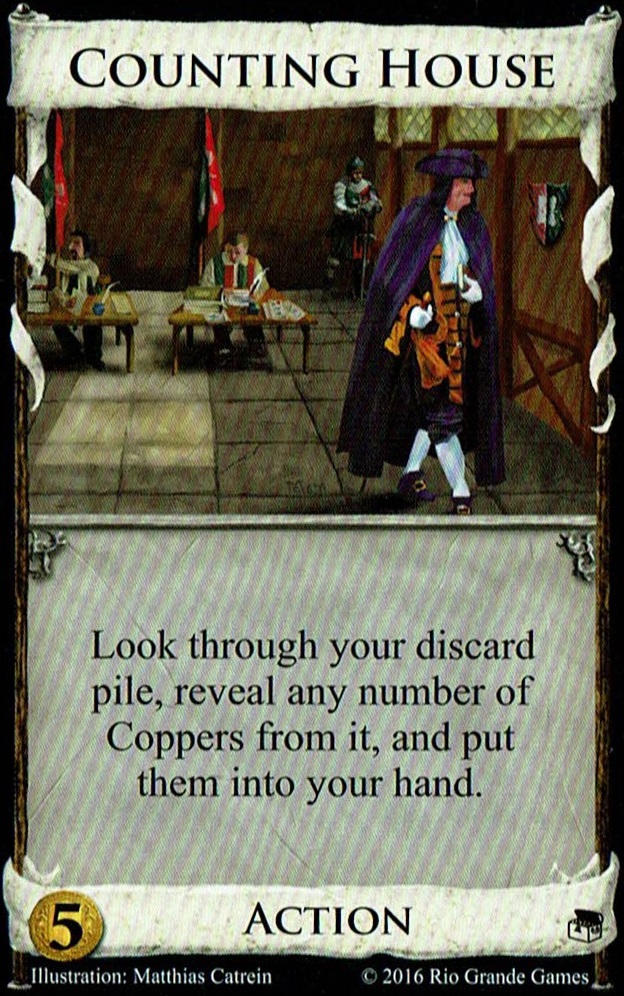 COUNTING HOUSE
Look through your discard
pile, reveal any number of
Coppers from it, and put
them into your hand.
5
ACTION
Illustration: Matthias Catrein
© 2016 Rio Grande Games